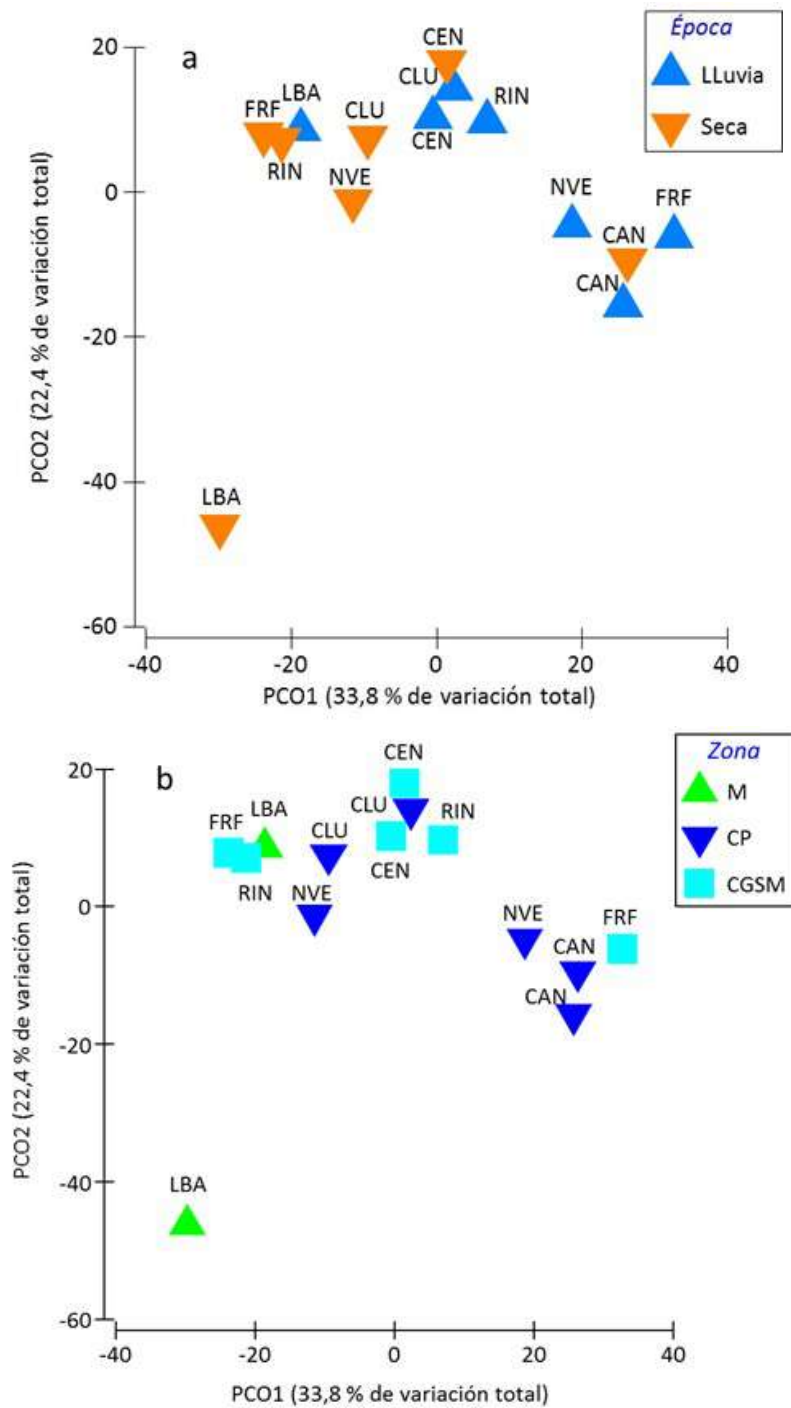 a
Época
LLuvia
Seca
CEN
CLU
RIN
CEN
LBA
FRF
RIN
CLU
NVE
NVE
FRF
CAN
CAN
LBA
20
0
-20
-40
-60
PCO2 (22,4 % de variación total)
-40 -20 0 20 40
PCO1 (33,8 % de variación total)
b
Zona
M
CP
CGSM
CEN
CLU
RIN
CEN
LBA
FRF
RIN
CLU
NVE
NVE
FRF
CAN
CAN
LBA
20
0
-20
-40
-60
PCO2 (22,4 % de variación total)
-40 -20 0 20 40
PCO1 (33,8 % de variación total)